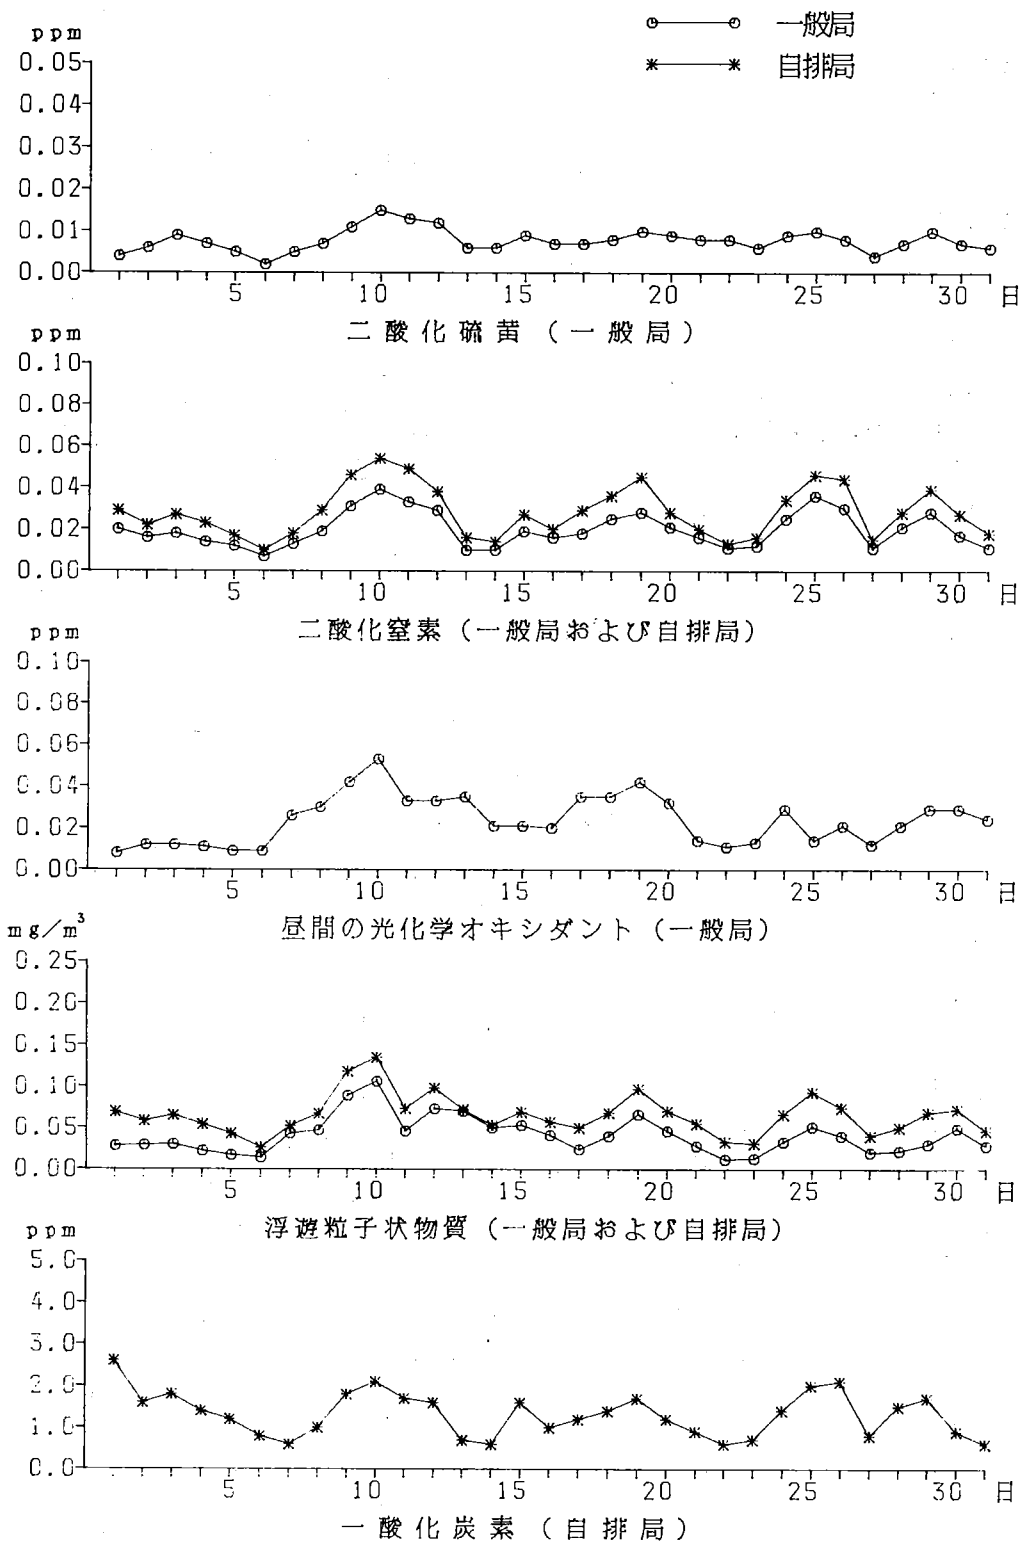 一般局
自排局
ppm
0.05
0.04
0.03
0.02
0.01
0.00
5 10 15 20 25 30 日
二酸化硫黄(一般局)
ppm
0.10
0.08
0.06
0.04
0.02
0.00
5 10 15 20 25 30 日
二酸化窒素(一般局および自排局)
ppm
0.10
0.08
0.06
0.04
0.02
0.00
5 10 15 20 25 30 日
昼間の光化学オキシダント(一般局)
mg/m³
0.25
0.20
0.15
0.10
0.05
0.00
5 10 15 20 25 30 日
浮遊粒子状物質(一般局および自排局)
ppm
5.0
4.0
3.0
2.0
1.0
0.0
5 10 15 20 25 30 日
一酸化炭素(自排局)